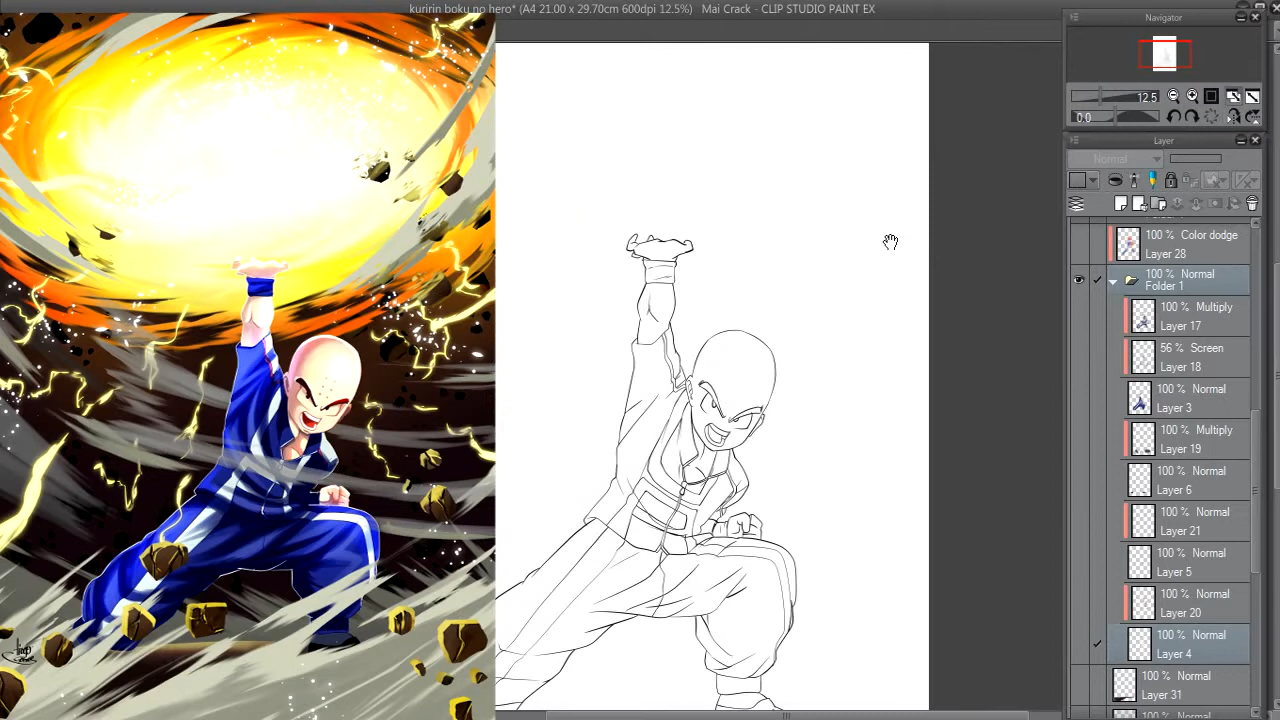 kuririn boku no hero* (A4 21.00 x 29.70cm 600dpi 12.5%)   Mai Crack - CLIP STUDIO PAINT EX
Navigator
12.5
0.0
Layer
Normal
100 % Color dodge
Layer 28
100 % Normal
Folder 1
100 % Multiply
Layer 17
56 % Screen
Layer 18
100 % Normal
Layer 3
100 % Multiply
Layer 19
100 % Normal
Layer 6
100 % Normal
Layer 21
100 % Normal
Layer 5
100 % Normal
Layer 20
100 % Normal
Layer 4
100 % Normal
Layer 31